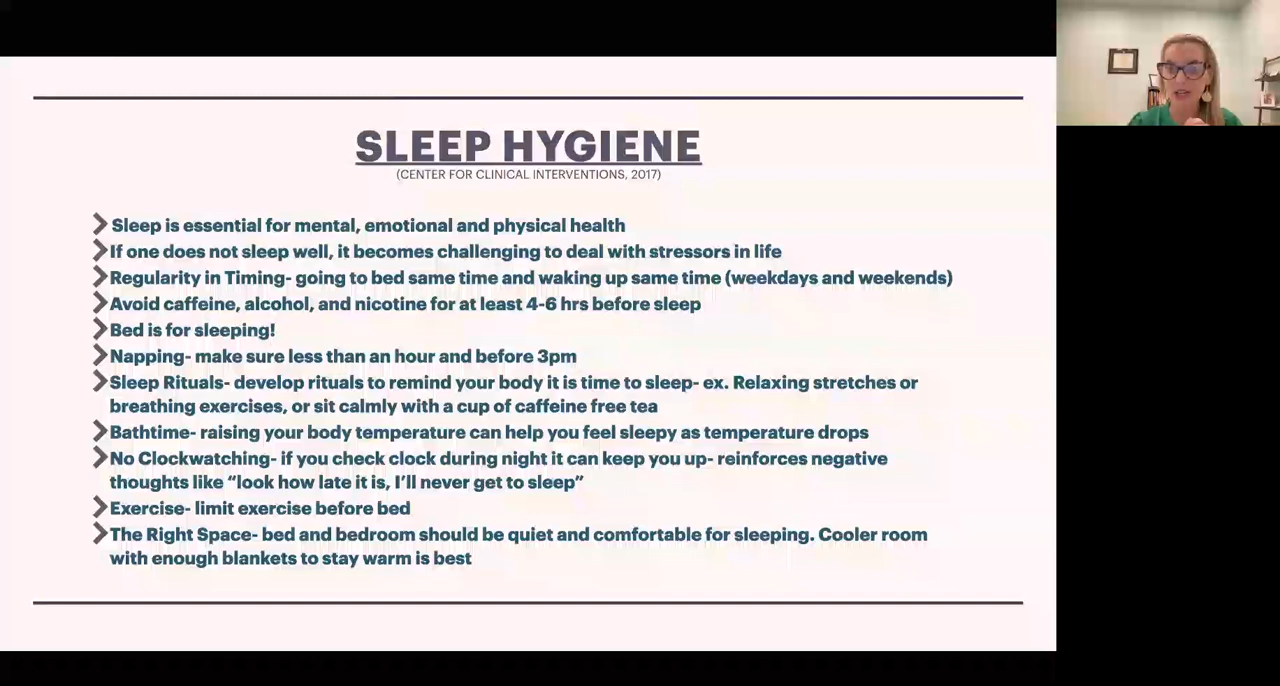 SLEEP HYGIENE
(CENTER FOR CLINICAL INTERVENTIONS, 2017)
Sleep is essential for mental, emotional and physical health
If one does not sleep well, it becomes challenging to deal with stressors in life
Regularity in Timing- going to bed same time and waking up same time (weekdays and weekends)
Avoid caffeine, alcohol, and nicotine for at least 4-6 hrs before sleep
Bed is for sleeping!
Napping- make sure less than an hour and before 3pm
Sleep Rituals- develop rituals to remind your body it is time to sleep- ex. Relaxing stretches or
breathing exercises, or sit calmly with a cup of caffeine free tea
Bathtime- raising your body temperature can help you feel sleepy as temperature drops
No Clockwatching- if you check clock during night it can keep you up- reinforces negative
thoughts like “look how late it is, I’ll never get to sleep”
Exercise- limit exercise before bed
The Right Space- bed and bedroom should be quiet and comfortable for sleeping. Cooler room
with enough blankets to stay warm is best